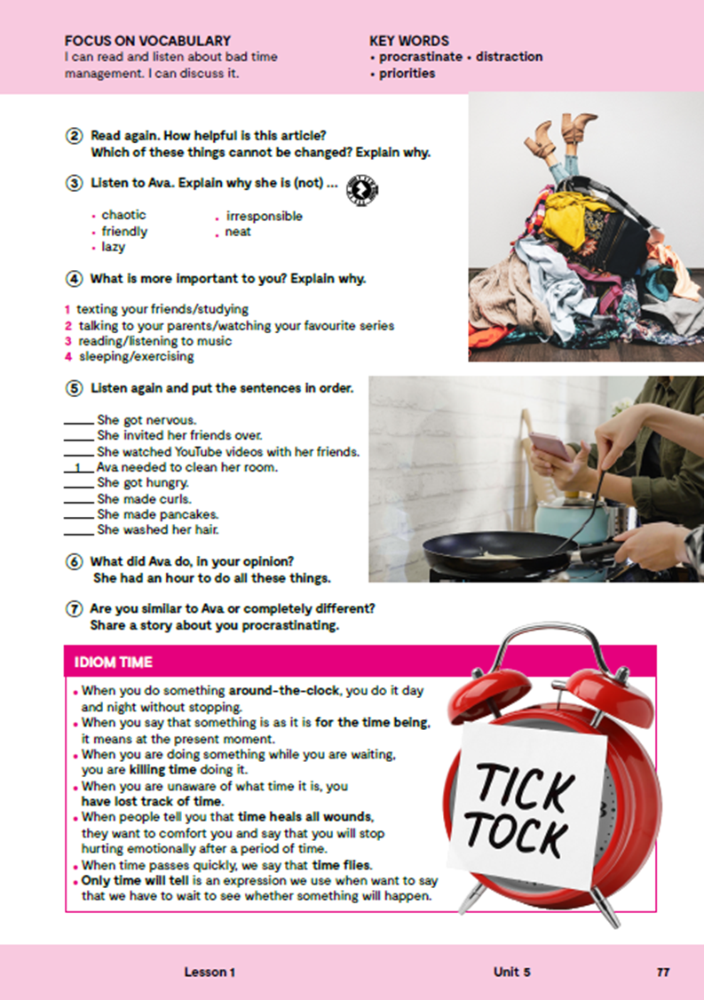 FOCUS ON VOCABULARY
I can read and listen about bad time
management. I can discuss it.
KEY WORDS
• procrastinate • distraction
• priorities
2 Read again. How helpful is this article?
Which of these things cannot be changed? Explain why.
3 Listen to Ava. Explain why she is (not) ...
• chaotic
• friendly
• lazy
• irresponsible
• neat
4 What is more important to you? Explain why.
1 texting your friends/studying
2 talking to your parents/watching your favourite series
3 reading/listening to music
4 sleeping/exercising
5 Listen again and put the sentences in order.
____ She got nervous.
____ She invited her friends over.
____ She watched YouTube videos with her friends.
__1__ Ava needed to clean her room.
____ She got hungry.
____ She made curls.
____ She made pancakes.
____ She washed her hair.
6 What did Ava do, in your opinion?
She had an hour to do all these things.
7 Are you similar to Ava or completely different?
Share a story about you procrastinating.
IDIOM TIME
• When you do something around-the-clock, you do it day
and night without stopping.
• When you say that something is as it is for the time being,
it means at the present moment.
• When you are doing something while you are waiting,
you are killing time doing it.
• When you are unaware of what time it is, you
have lost track of time.
• When people tell you that time heals all wounds,
they want to comfort you and say that you will stop
hurting emotionally after a period of time.
• When time passes quickly, we say that time flies.
• Only time will tell is an expression we use when want to say
that we have to wait to see whether something will happen.
TICK
TOCK
Lesson 1
Unit 5
77